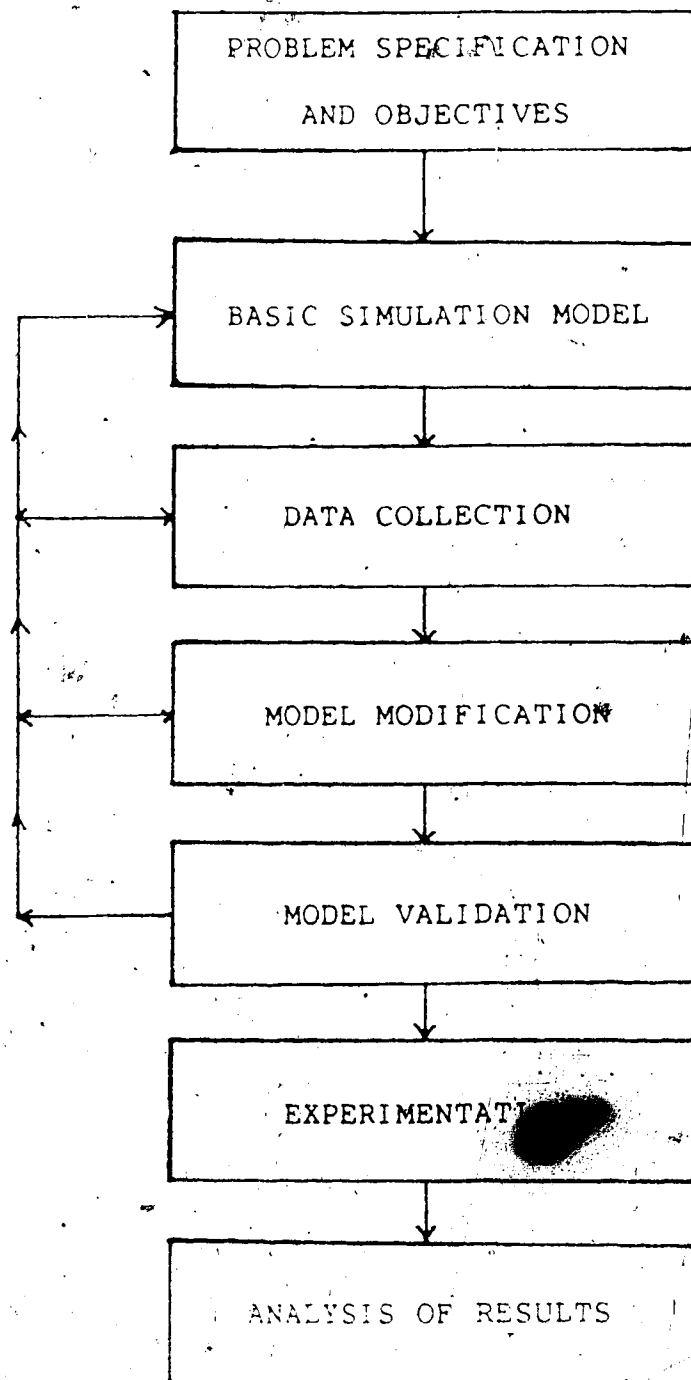 PROBLEM SPECIFICATION
AND OBJECTIVES
BASIC SIMULATION MODEL
DATA COLLECTION
MODEL MODIFICATION
MODEL VALIDATION
ANALYSIS OF RESULTS